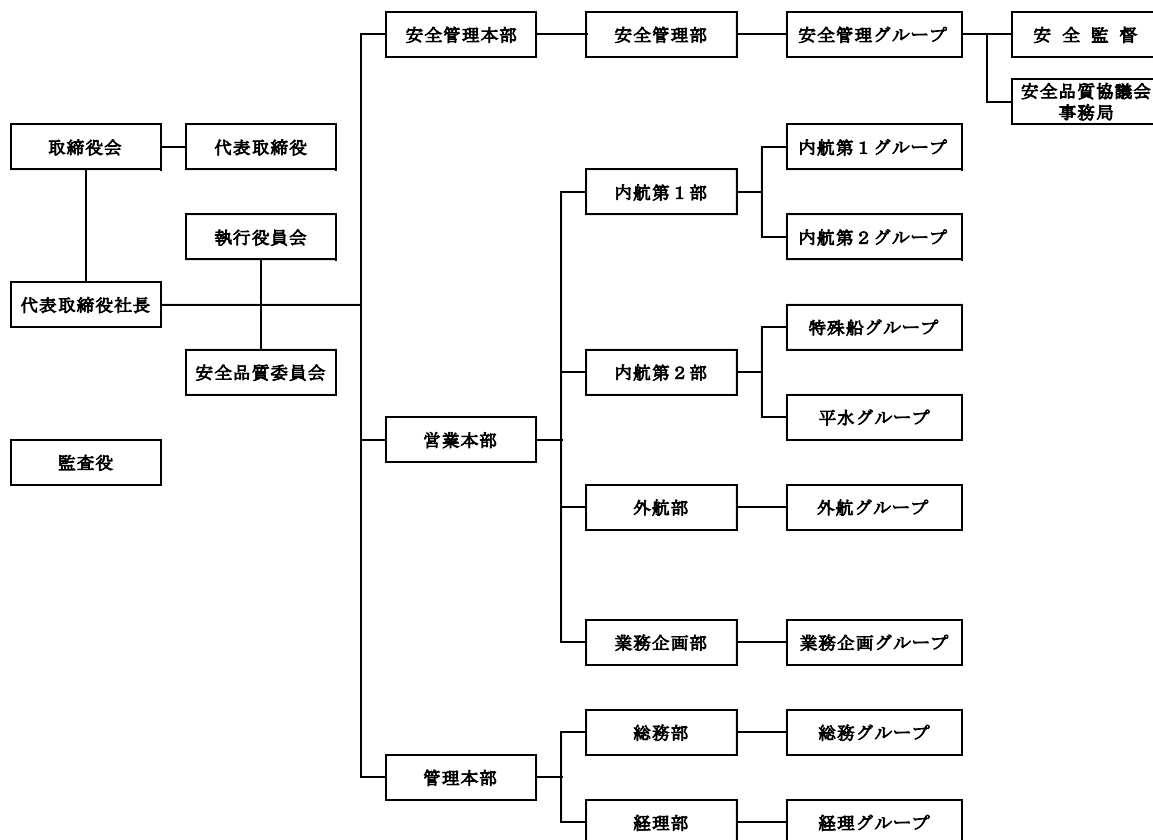 安全管理本部
安全管理部
安全管理グループ
安 全 監 督
安全品質協議会
事務局
取締役会
代表取締役
内航第１グループ
内航第１部
執行役員会
内航第２グループ
代表取締役社長
特殊船グループ
安全品質委員会
内航第２部
平水グループ
営業本部
監査役
外航部
外航グループ
業務企画部
業務企画グループ
総務部
総務グループ
管理本部
経理部
経理グループ